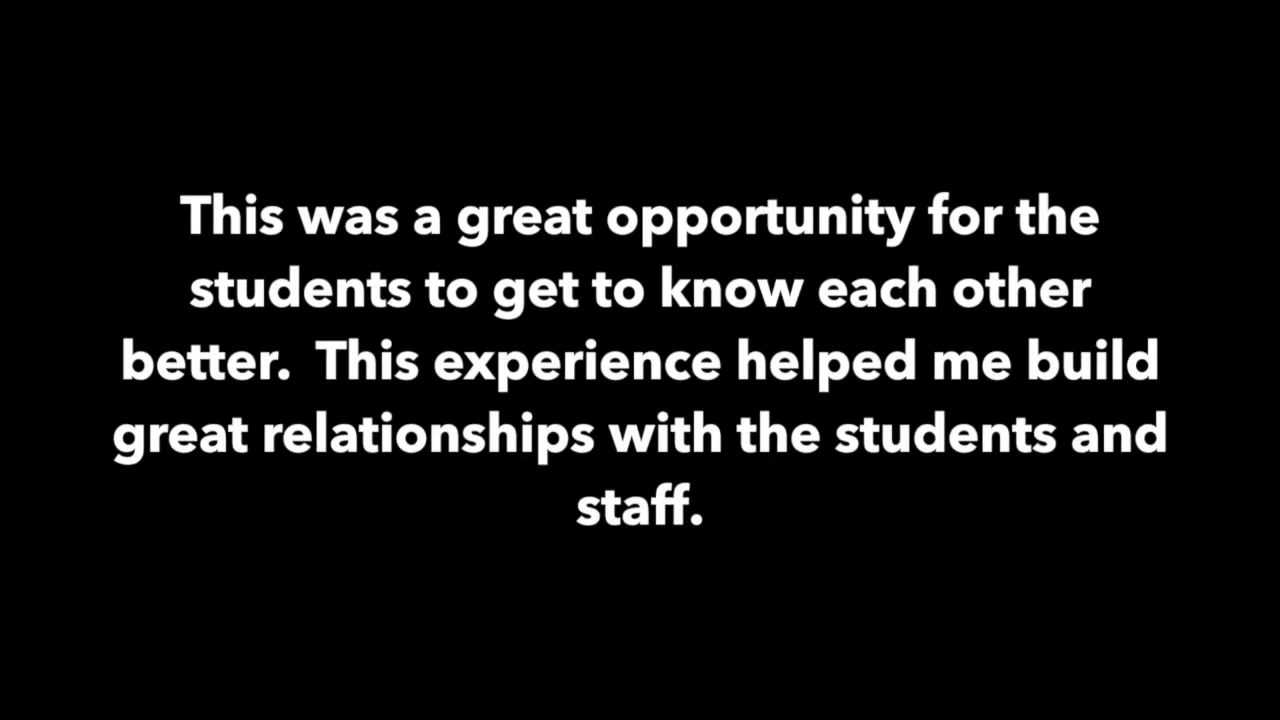 This was a great opportunity for the
students to get to know each other
better.  This experience helped me build
great relationships with the students and
staff.